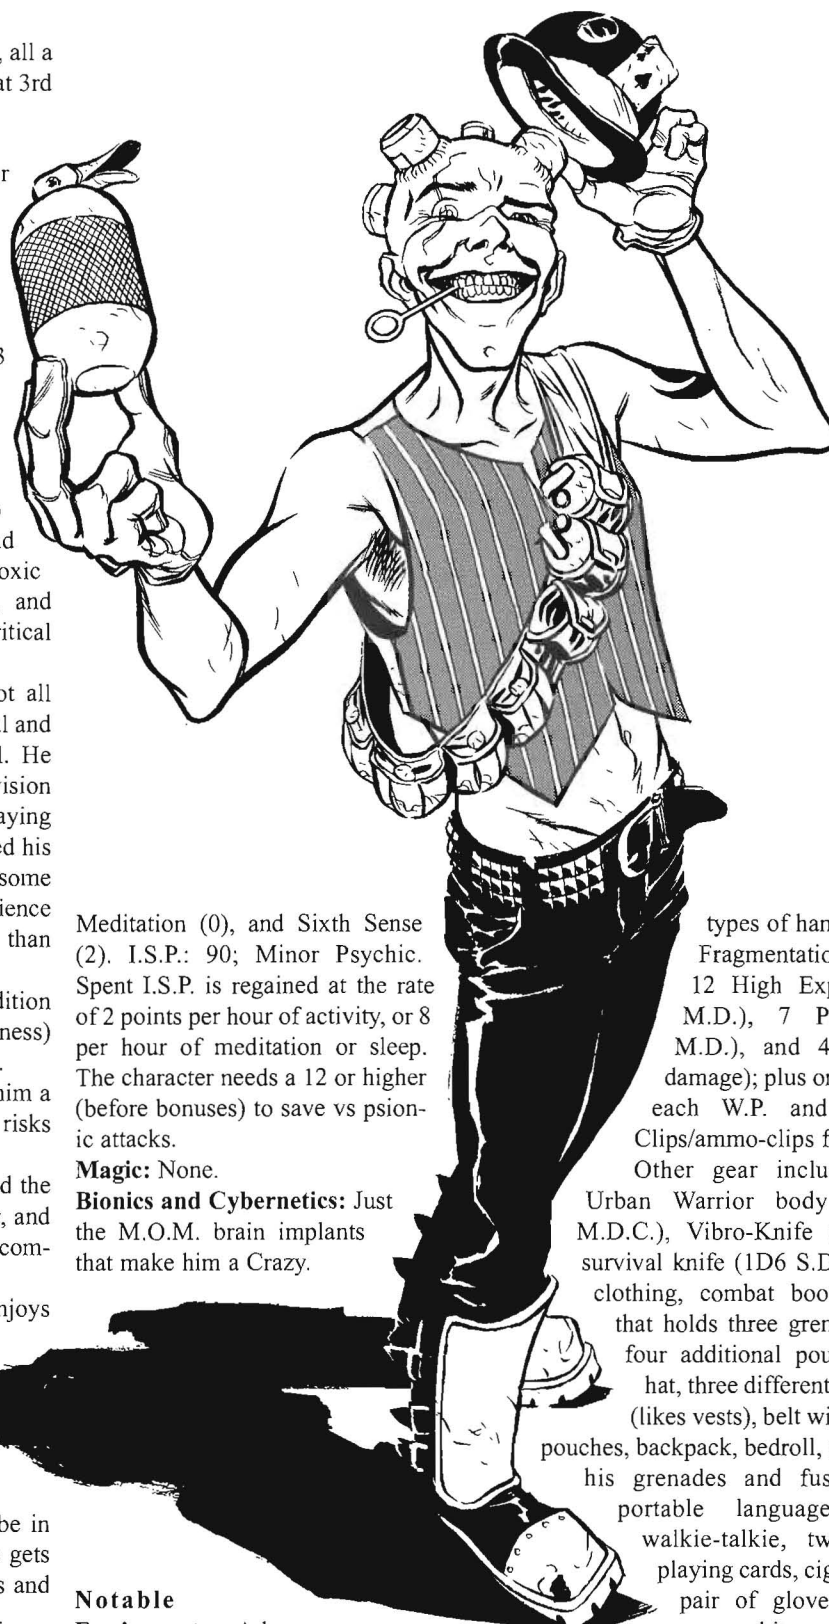 , all a
at 3rd
r
8
d
oxic
and
ritical
ot all
al and
l. He
vision
aying
ed his
some
ience
than
dition
ness)
him a
risks
d the
, and
com-
njoys
be in
gets
s and
Meditation (0), and Sixth Sense
(2). I.S.P.: 90; Minor Psychic.
Spent I.S.P. is regained at the rate
of 2 points per hour of activity, or 8
per hour of meditation or sleep.
The character needs a 12 or higher
(before bonuses) to save vs psion-
ic attacks.
Magic: None.
Bionics and Cybernetics: Just
the M.O.M. brain implants
that make him a Crazy.
Notable
types of han
Fragmentatio
12 High Exp
M.D.), 7 P
M.D.), and 4
damage); plus or
each W.P. and
Clips/ammo-clips f
Other gear inclu
Urban Warrior body
M.D.C.), Vibro-Knife
survival knife (1D6 S.D
clothing, combat boo
that holds three gren
four additional pou
hat, three different
(likes vests), belt wi
pouches, backpack, bedroll,
his grenades and fus
portable language
walkie-talkie, tw
playing cards, cig
pair of glove